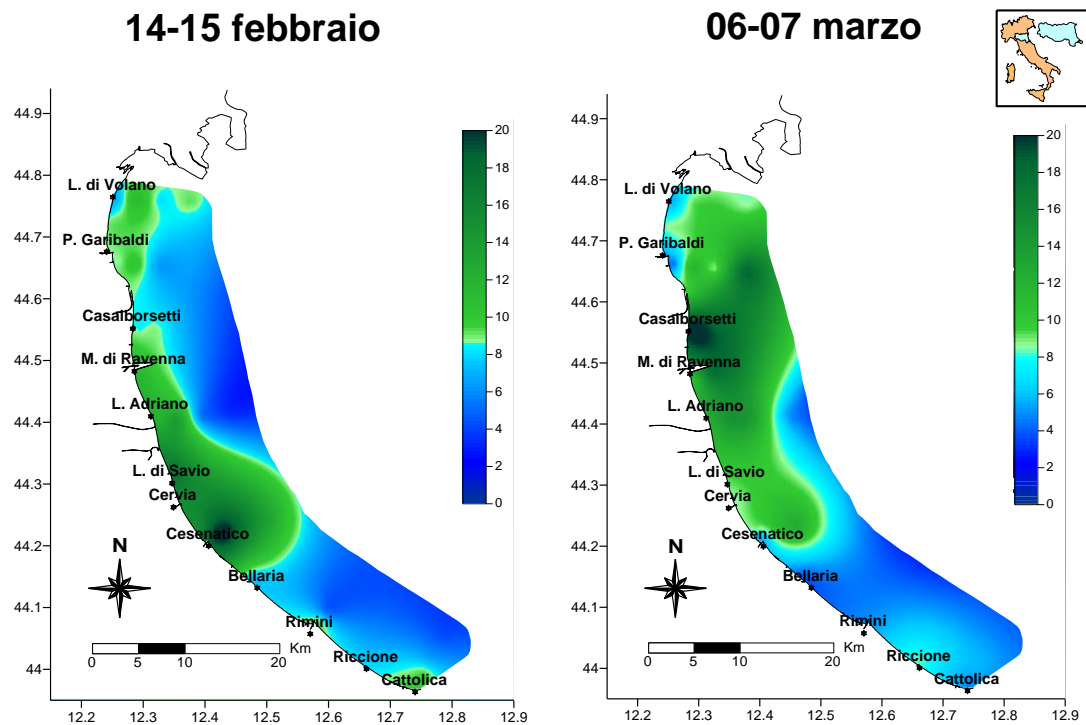 14-15 febbraio
06-07 marzo
44.9
44.8
44.7
44.6
44.5
44.4
44.3
44.2
44.1
44
L. di Volano
P. Garibaldi
Casalborsetti
M. di Ravenna
L. Adriano
L. di Savio
Cervia
Cesenatico
Bellaria
Rimini
Riccione
Cattolica
20
18
16
14
12
10
8
6
4
2
0
N
0 5 10 20 Km
12.2 12.3 12.4 12.5 12.6 12.7 12.8 12.9
44.9
44.8
44.7
44.6
44.5
44.4
44.3
44.2
44.1
44
L. di Volano
P. Garibaldi
Casalborsetti
M. di Ravenna
L. Adriano
L. di Savio
Cervia
Cesenatico
Bellaria
Rimini
Riccione
Cattolica
20
18
16
14
12
10
8
6
4
2
0
N
0 5 10 20 Km
12.2 12.3 12.4 12.5 12.6 12.7 12.8 12.9